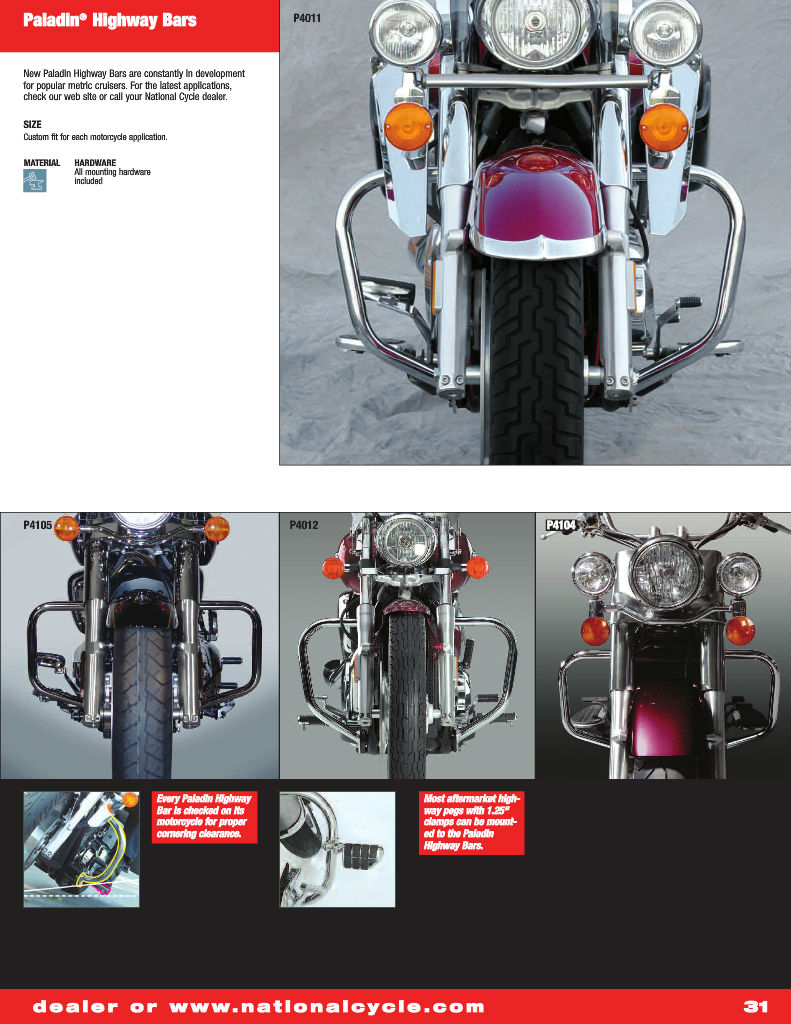 Paladin® Highway Bars
New Paladin Highway Bars are constantly in development
for popular metric cruisers. For the latest applications,
check our web site or call your National Cycle dealer.
SIZE
Custom fit for each motorcycle application.
MATERIAL
HARDWARE
All mounting hardware
included
P4011
P4105
P4012
P4104
Every Paladin Highway
Bar is checked on its
motorcycle for proper
cornering clearance.
Most aftermarket high-
way pegs with 1.25"
clamps can be mount-
ed to the Paladin
Highway Bars.
dealer or www.nationalcycle.com
31